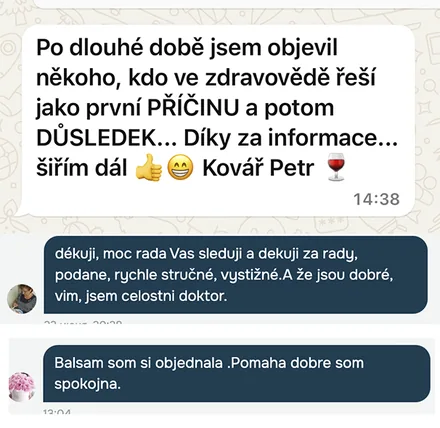 Po dlouhé době jsem objevil
někoho, kdo ve zdravovědě řeší
jako první PŘÍČINU a potom
DŮSLEDEK... Díky za informace...
šiřím dál 👍😁 Kovář Petr 🍷
14:38
dékuji, moc rada Vas sleduji a dekuji za rady,
podane, rychle stručné, vystižné.A že jsou dobré,
vim, jsem celostni doktor.
Balsam som si objednala .Pomaha dobre som
spokojna.
13:04